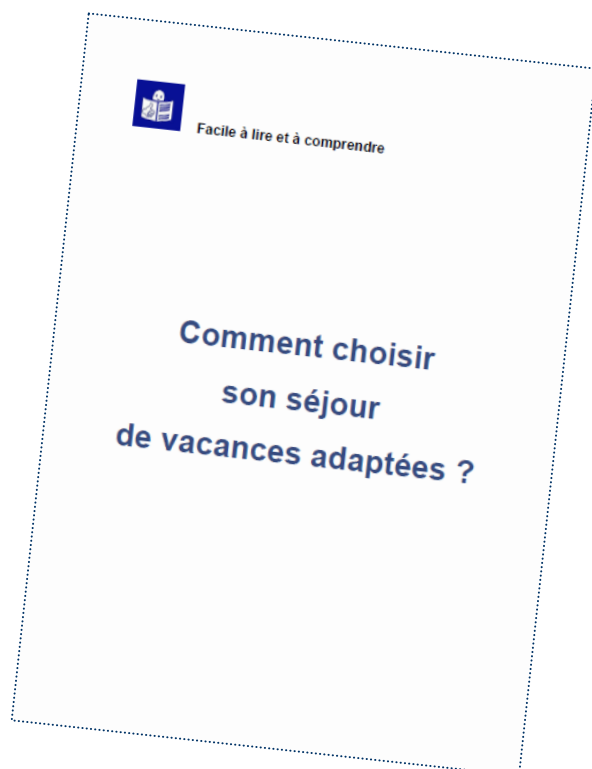 Facile à lire et à comprendre
Comment choisir
son séjour
de vacances adaptées ?